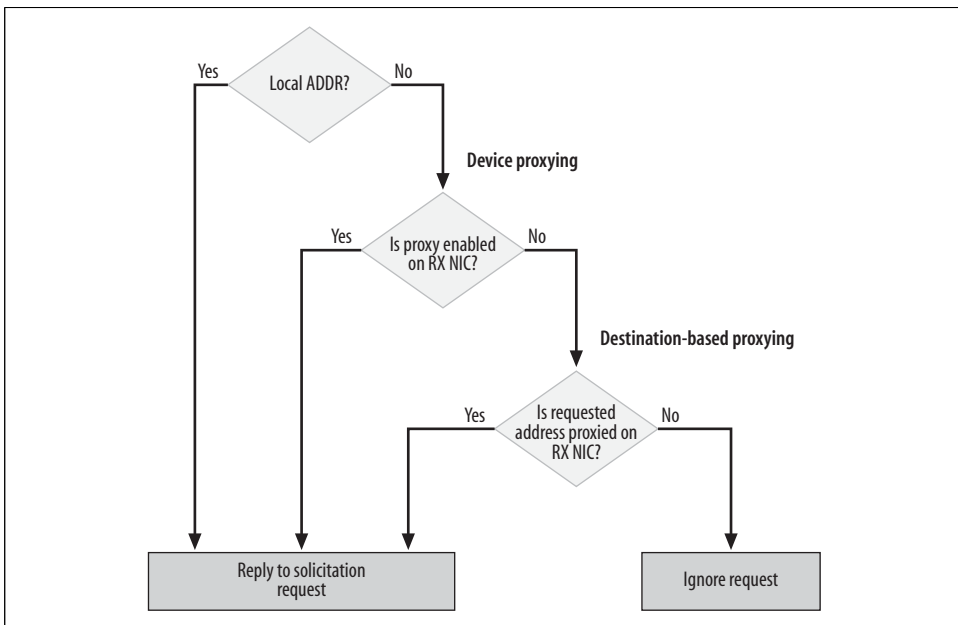 Yes
Local ADDR?
No
Device proxying
Yes
Is proxy enabled
on RX NIC?
No
Destination-based proxying
Yes
Is requested
address proxied on
RX NIC?
No
Reply to solicitation
request
Ignore request